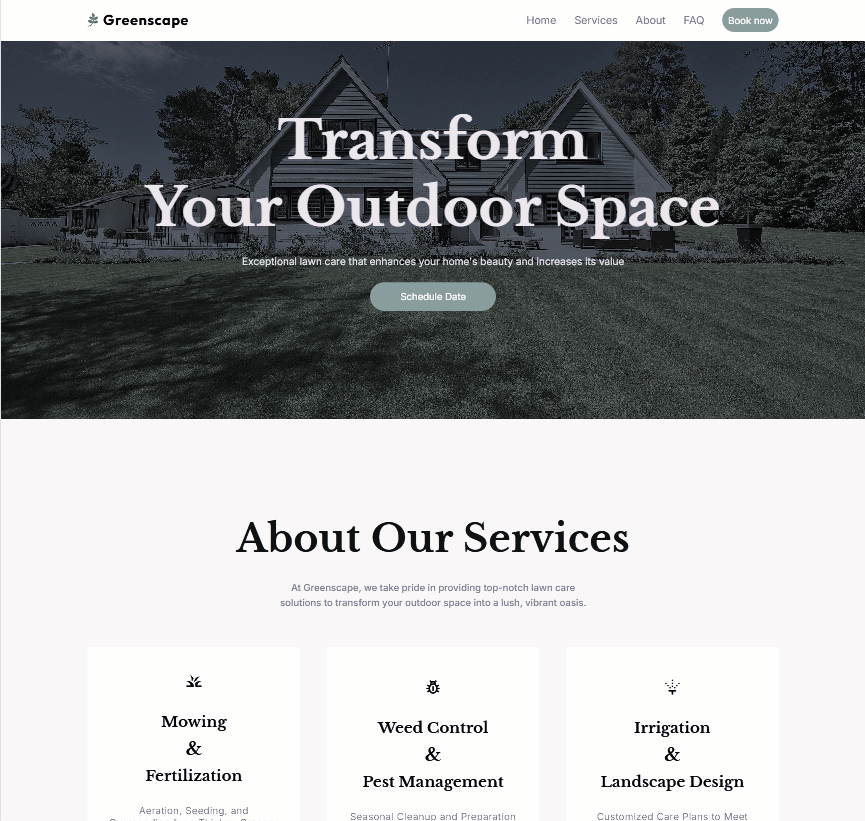 Greenscape
Home Services About FAQ Book now
Transform
Your Outdoor Space
Exceptional lawn care that enhances your home's beauty and increases its value
Schedule Date
About Our Services
At Greenscape, we take pride in providing top-notch lawn care
solutions to transform your outdoor space into a lush, vibrant oasis.
Mowing
&
Fertilization
Aeration, Seeding, and
Weed Control
&
Pest Management
Seasonal Cleanup and Preparation
Irrigation
&
Landscape Design
Customized Care Plans to Meet